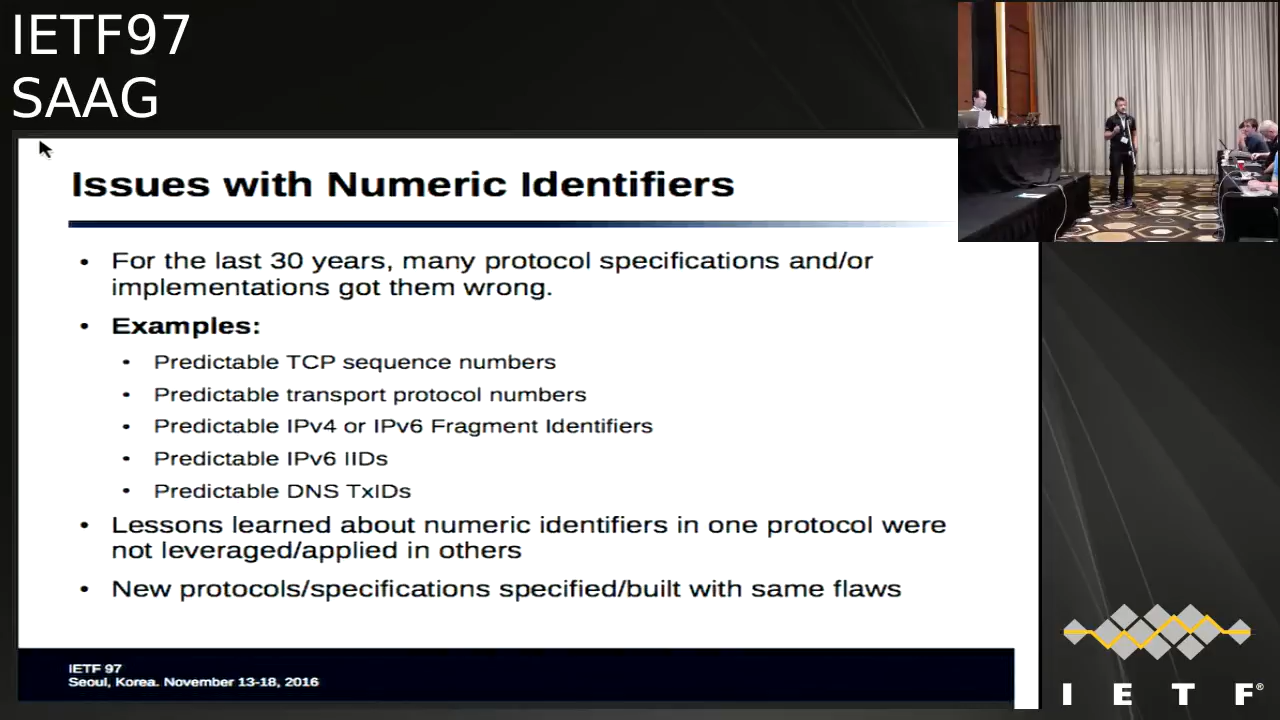 IETF97
SAAG
Issues with Numeric Identifiers
• For the last 30 years, many protocol specifications and/or
implementations got them wrong.
• Examples:
• Predictable TCP sequence numbers
• Predictable transport protocol numbers
• Predictable IPv4 or IPv6 Fragment Identifiers
• Predictable IPv6 IIDs
• Predictable DNS TxIDs
• Lessons learned about numeric identifiers in one protocol were
not leveraged/applied in others
• New protocols/specifications specified/built with same flaws
IETF 97
Seoul, Korea. November 13-18, 2016
I E T F®